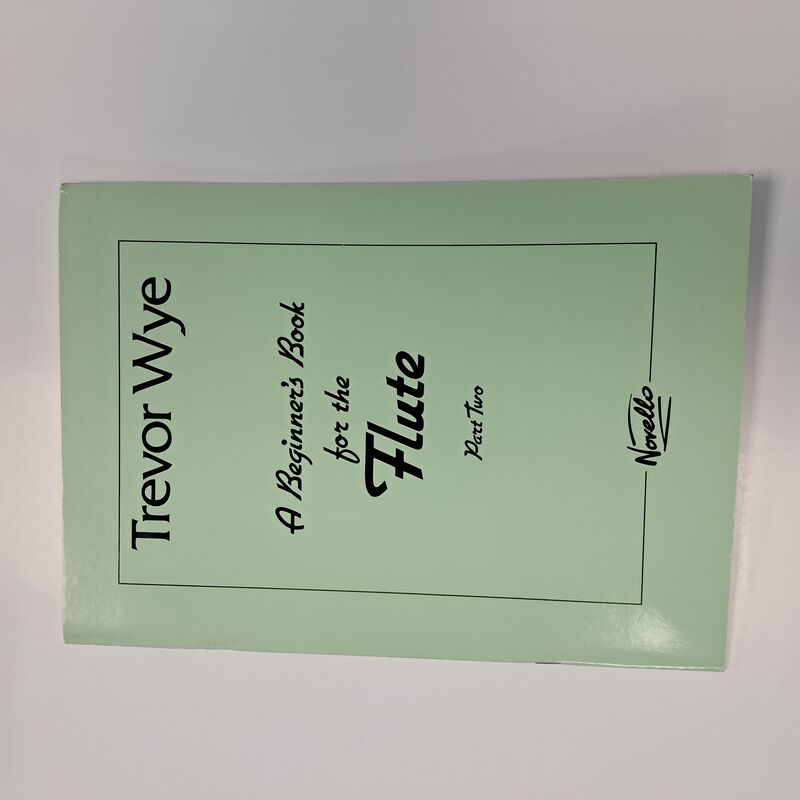 Trevor Wye
A Beginner's Book
for the
Flute
Part Two
Novello